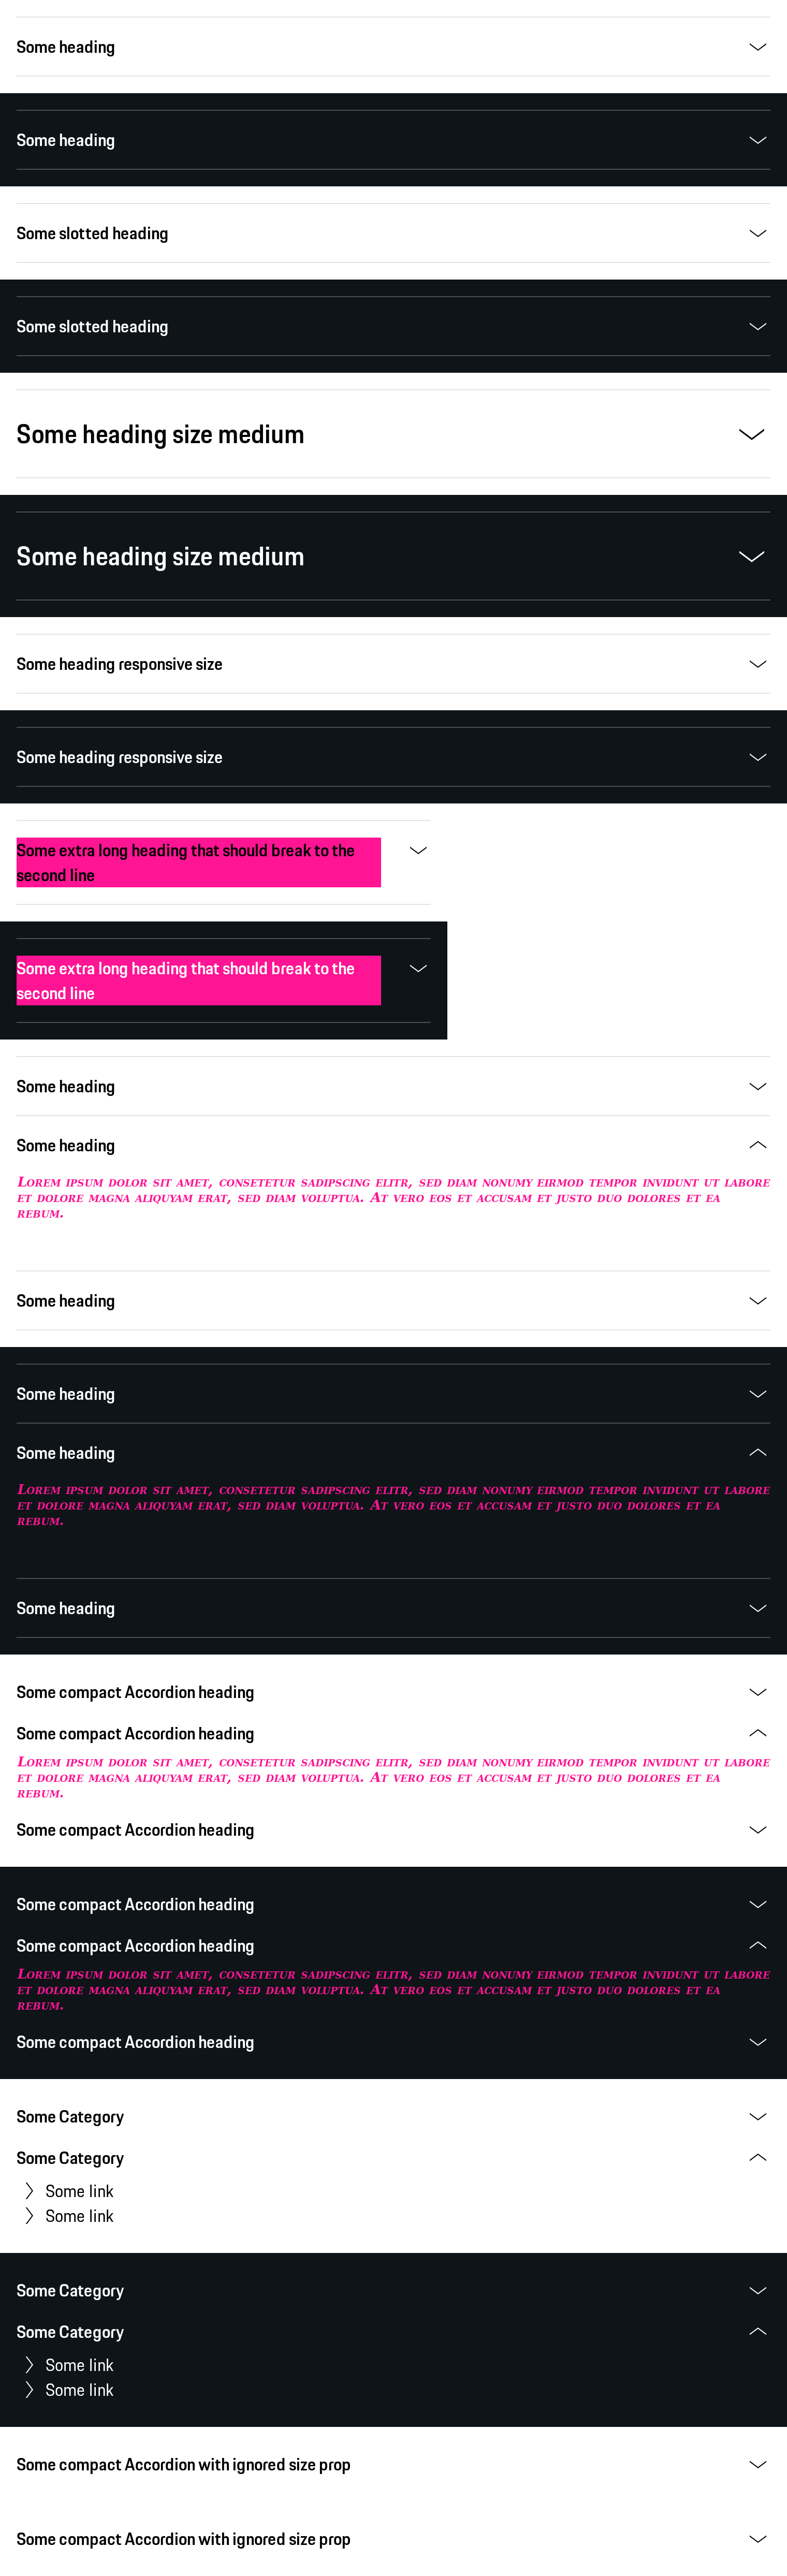 Some heading
Some heading
Some slotted heading
Some slotted heading
Some heading size medium
Some heading size medium
Some heading responsive size
Some heading responsive size
Some extra long heading that should break to the
second line
Some extra long heading that should break to the
second line
Some heading
Some heading
Lorem ipsum dolor sit amet, consetetur sadipscing elitr, sed diam nonumy eirmod tempor invidunt ut labore
et dolore magna aliquyam erat, sed diam voluptua. At vero eos et accusam et justo duo dolores et ea
rebum.
Some heading
Some heading
Some heading
Lorem ipsum dolor sit amet, consetetur sadipscing elitr, sed diam nonumy eirmod tempor invidunt ut labore
et dolore magna aliquyam erat, sed diam voluptua. At vero eos et accusam et justo duo dolores et ea
rebum.
Some heading
Some compact Accordion heading
Some compact Accordion heading
Lorem ipsum dolor sit amet, consetetur sadipscing elitr, sed diam nonumy eirmod tempor invidunt ut labore
et dolore magna aliquyam erat, sed diam voluptua. At vero eos et accusam et justo duo dolores et ea
rebum.
Some compact Accordion heading
Some compact Accordion heading
Some compact Accordion heading
Lorem ipsum dolor sit amet, consetetur sadipscing elitr, sed diam nonumy eirmod tempor invidunt ut labore
et dolore magna aliquyam erat, sed diam voluptua. At vero eos et accusam et justo duo dolores et ea
rebum.
Some compact Accordion heading
Some Category
Some Category
Some link
Some link
Some Category
Some Category
Some link
Some link
Some compact Accordion with ignored size prop
Some compact Accordion with ignored size prop